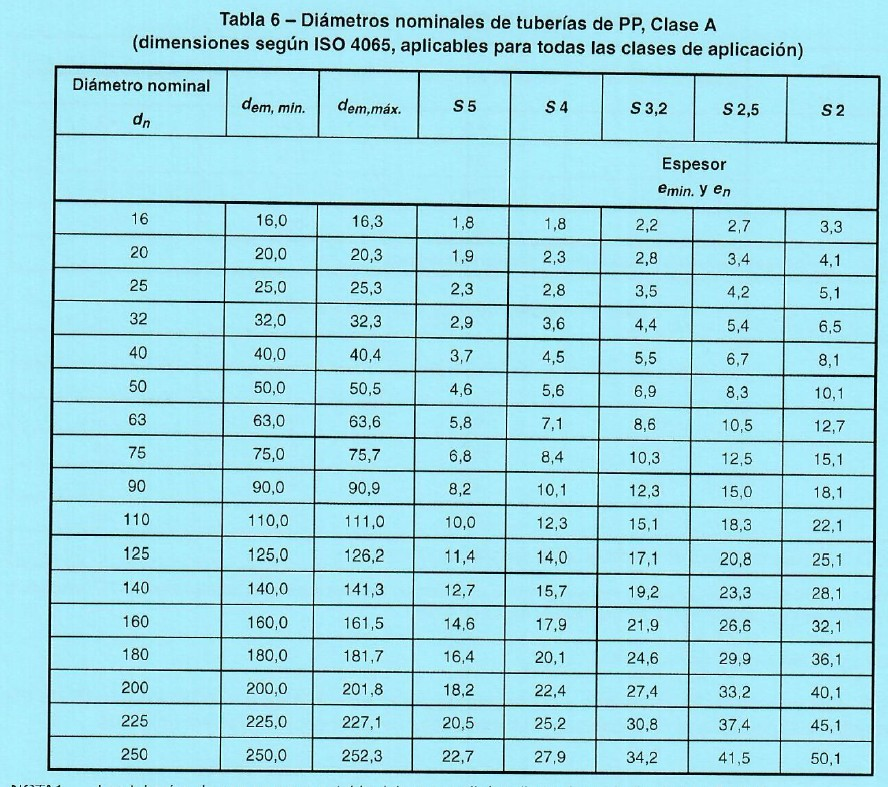 Tabla 6 – Diámetros nominales de tuberías de PP, Clase A
(dimensiones según ISO 4065, aplicables para todas las clases de aplicación)
Diámetro nominal dn dem, min. dem,máx. S 5 S 4 S 3,2 S 2,5 S 2
Espesor
emin. y en
16 16,0 16,3 1,8 1,8 2,2 2,7 3,3
20 20,0 20,3 1,9 2,3 2,8 3,4 4,1
25 25,0 25,3 2,3 2,8 3,5 4,2 5,1
32 32,0 32,3 2,9 3,6 4,4 5,4 6,5
40 40,0 40,4 3,7 4,5 5,5 6,7 8,1
50 50,0 50,5 4,6 5,6 6,9 8,3 10,1
63 63,0 63,6 5,8 7,1 8,6 10,5 12,7
75 75,0 75,7 6,8 8,4 10,3 12,5 15,1
90 90,0 90,9 8,2 10,1 12,3 15,0 18,1
110 110,0 111,0 10,0 12,3 15,1 18,3 22,1
125 125,0 126,2 11,4 14,0 17,1 20,8 25,1
140 140,0 141,3 12,7 15,7 19,2 23,3 28,1
160 160,0 161,5 14,6 17,9 21,9 26,6 32,1
180 180,0 181,7 16,4 20,1 24,6 29,9 36,1
200 200,0 201,8 18,2 22,4 27,4 33,2 40,1
225 225,0 227,1 20,5 25,2 30,8 37,4 45,1
250 250,0 252,3 22,7 27,9 34,2 41,5 50,1